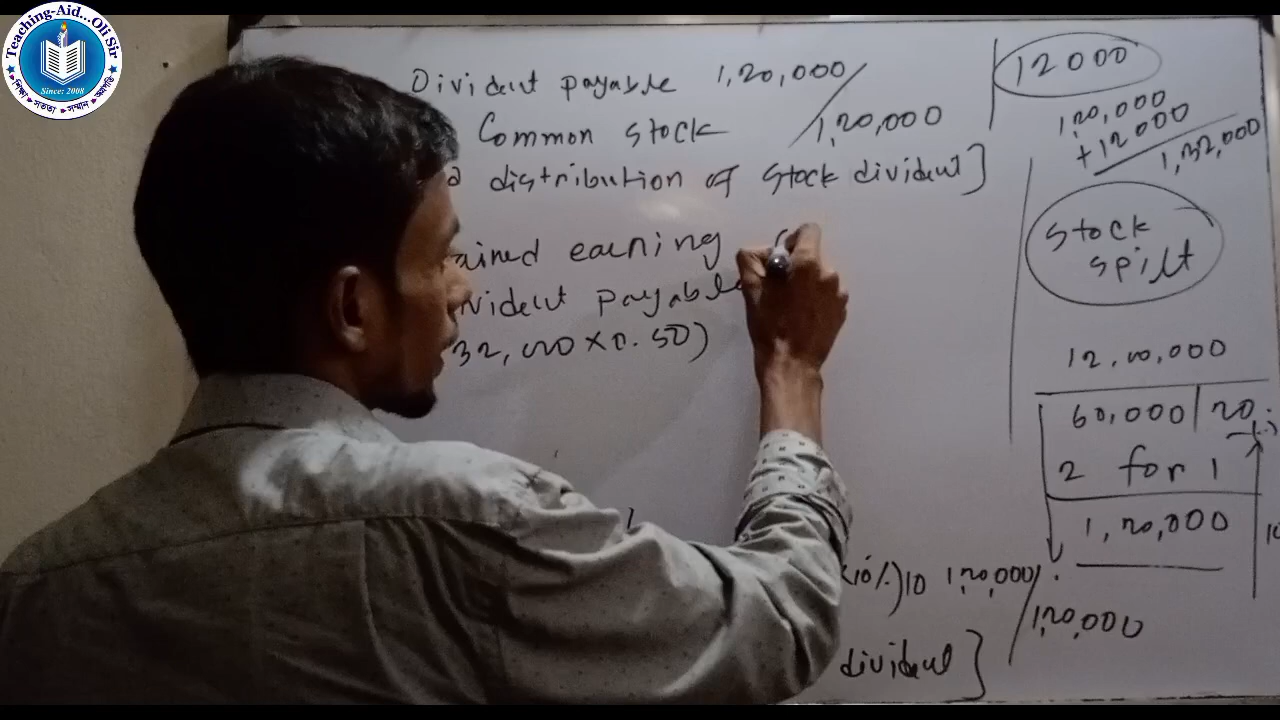 Teaching-Aid...Oli Sir
Since: 2008
শিক্ষা সততা সম্মান
Divident payable 1,20,000
Common stock 1,20,000
distribution of stock divident]
ained earning
vident payable
32,000 × 0.50)
12000
1,20,000
+12000
1,32,000
stock
spilt
12,00,000
60,000 | 20
2 for 1
1,20,000
10%) 10 1,20,000
1,20,000
divident]